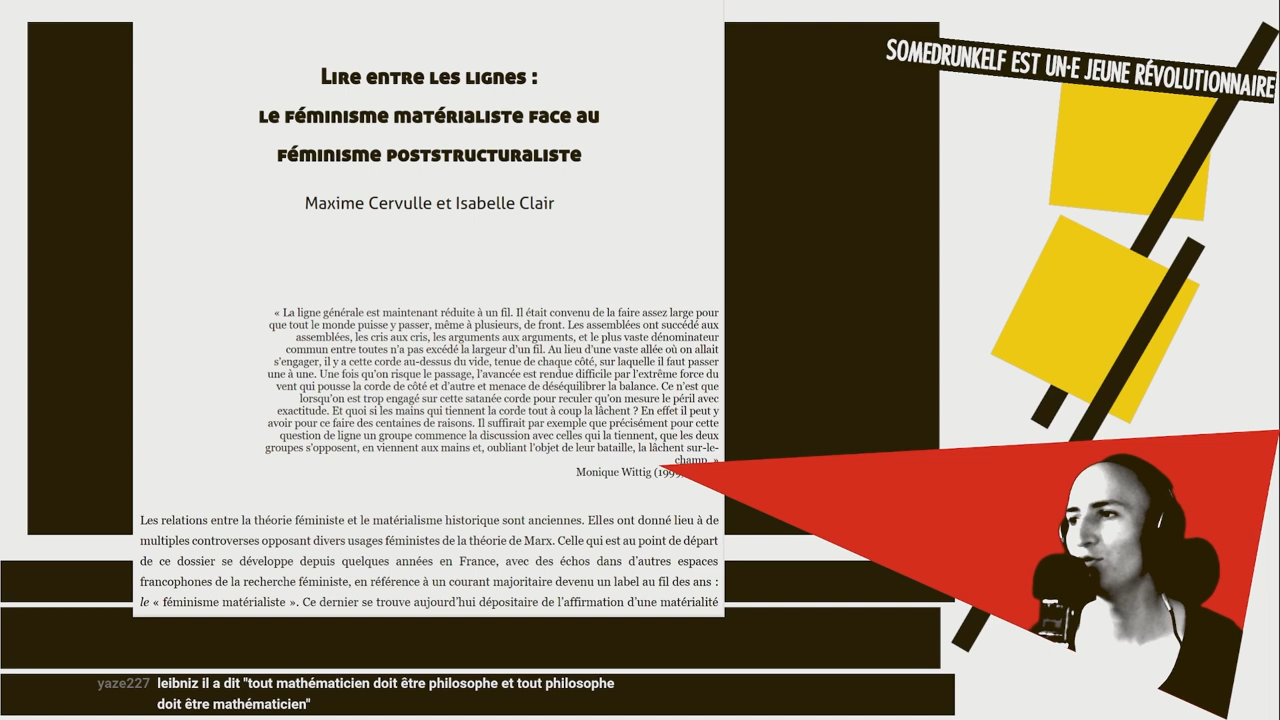 SOMEDRUNKELF EST UN·E JEUNE RÉVOLUTIONNAIRE
Lire entre les lignes :
le féminisme matérialiste face au
féminisme poststructuraliste
Maxime Cervulle et Isabelle Clair
« La ligne générale est maintenant réduite à un fil. Il était convenu de la faire assez large pour
que tout le monde puisse y passer, même à plusieurs, de front. Les assemblées ont succédé aux
assemblées, les cris aux cris, les arguments aux arguments, et le plus vaste dénominateur
commun entre toutes n'a pas excédé la largeur d'un fil. Au lieu d'une vaste allée où on allait
s'engager, il y a cette corde au-dessus du vide, tenue de chaque côté, sur laquelle il faut passer
une à une. Une fois qu'on risque le passage, l'avancée est rendue difficile par l'extrême force du
vent qui pousse la corde de côté et d'autre et menace de déséquilibrer la balance. Ce n'est que
lorsqu'on est trop engagé sur cette satanée corde pour reculer qu'on mesure le péril avec
exactitude. Et quoi si les mains qui tiennent la corde tout à coup la lâchent ? En effet il peut y
avoir pour ce faire des centaines de raisons. Il suffirait par exemple que précisément pour cette
question de ligne un groupe commence la discussion avec celles qui la tiennent, que les deux
groupes s'opposent, en viennent aux mains et, oubliant l'objet de leur bataille, la lâchent sur-le-
champ. »
Monique Wittig
Les relations entre la théorie féministe et le matérialisme historique sont anciennes. Elles ont donné lieu à de
multiples controverses opposant divers usages féministes de la théorie de Marx. Celle qui est au point de départ
de ce dossier se développe depuis quelques années en France, avec des échos dans d'autres espaces
francophones de la recherche féministe, en référence à un courant majoritaire devenu un label au fil des ans :
le « féminisme matérialiste ». Ce dernier se trouve aujourd'hui dépositaire de l'affirmation d'une matérialité
yaze227 leibniz il a dit "tout mathématicien doit être philosophe et tout philosophe
doit être mathématicien"